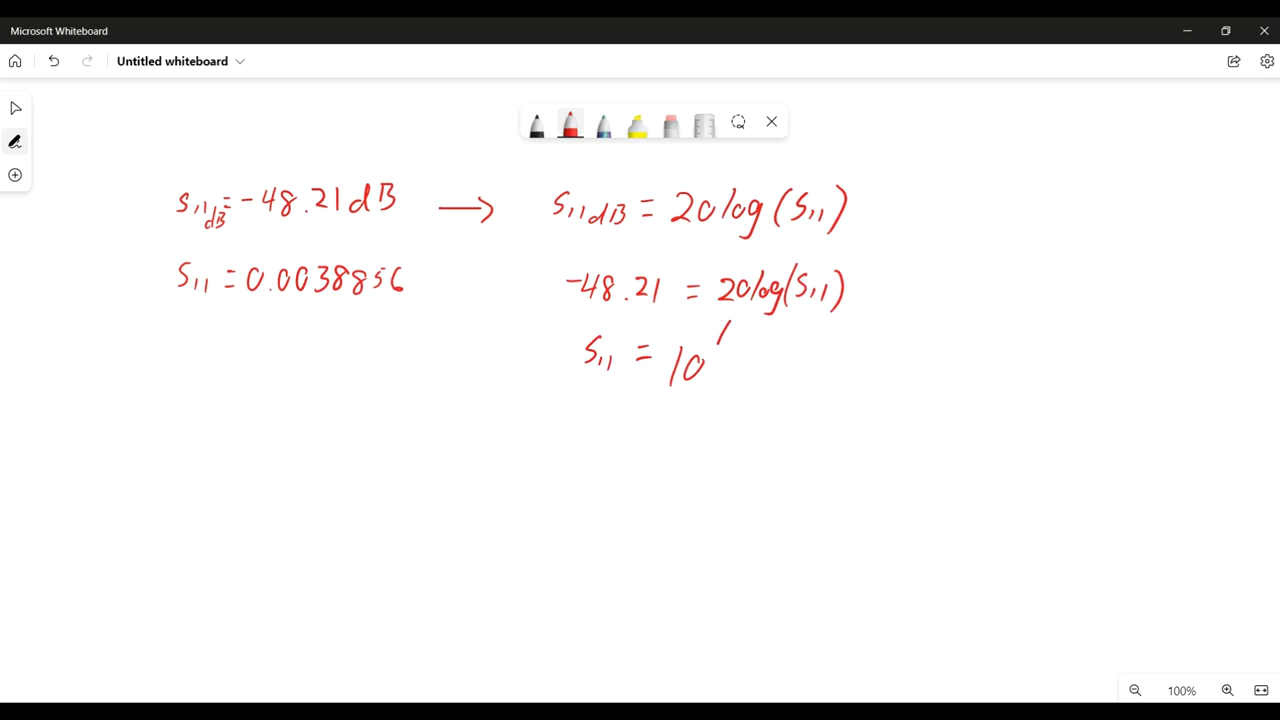 Microsoft Whiteboard
Untitled whiteboard
S11dB = -48.21dB → S11dB = 20log(S11)
S11 = 0.0038856
-48.21 = 20log(S11)
S11 = 10
100%